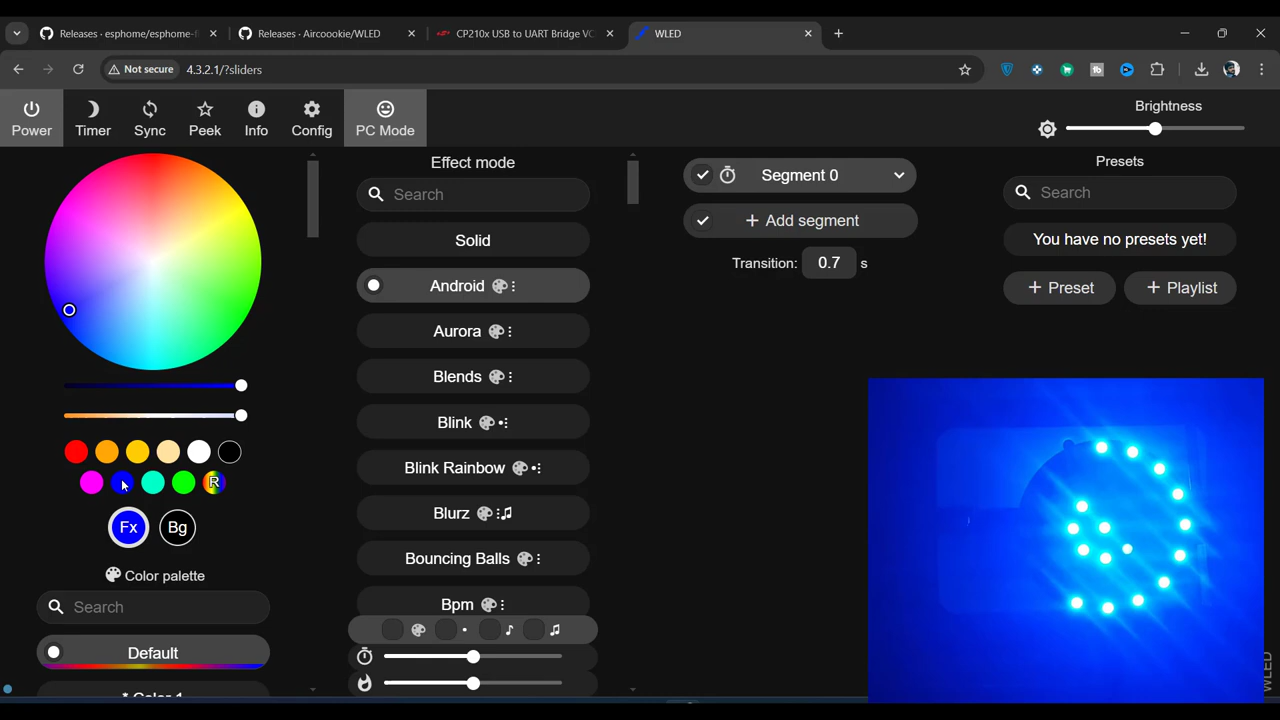 Releases · esphome/esphome-f
Releases · Aircoookie/WLED
CP210x USB to UART Bridge VC
WLED
Not secure
4.3.2.1/?sliders
Power
Timer
Sync
Peek
Info
Config
PC Mode
Brightness
Effect mode
Search
Solid
Android
Aurora
Blends
Blink
Blink Rainbow
Blurz
Bouncing Balls
Bpm
R
Fx
Bg
Color palette
Search
Default
* Color 1
Segment 0
+ Add segment
Transition: 0.7 s
Presets
Search
You have no presets yet!
+ Preset
+ Playlist
WLED